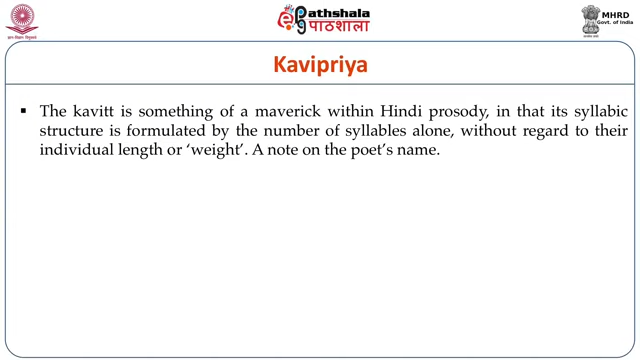 Pathshala
पाठशाला
MHRD
Govt. of India
Kavipriya
▪ The kavitt is something of a maverick within Hindi prosody, in that its syllabic
structure is formulated by the number of syllables alone, without regard to their
individual length or ‘weight’. A note on the poet’s name.